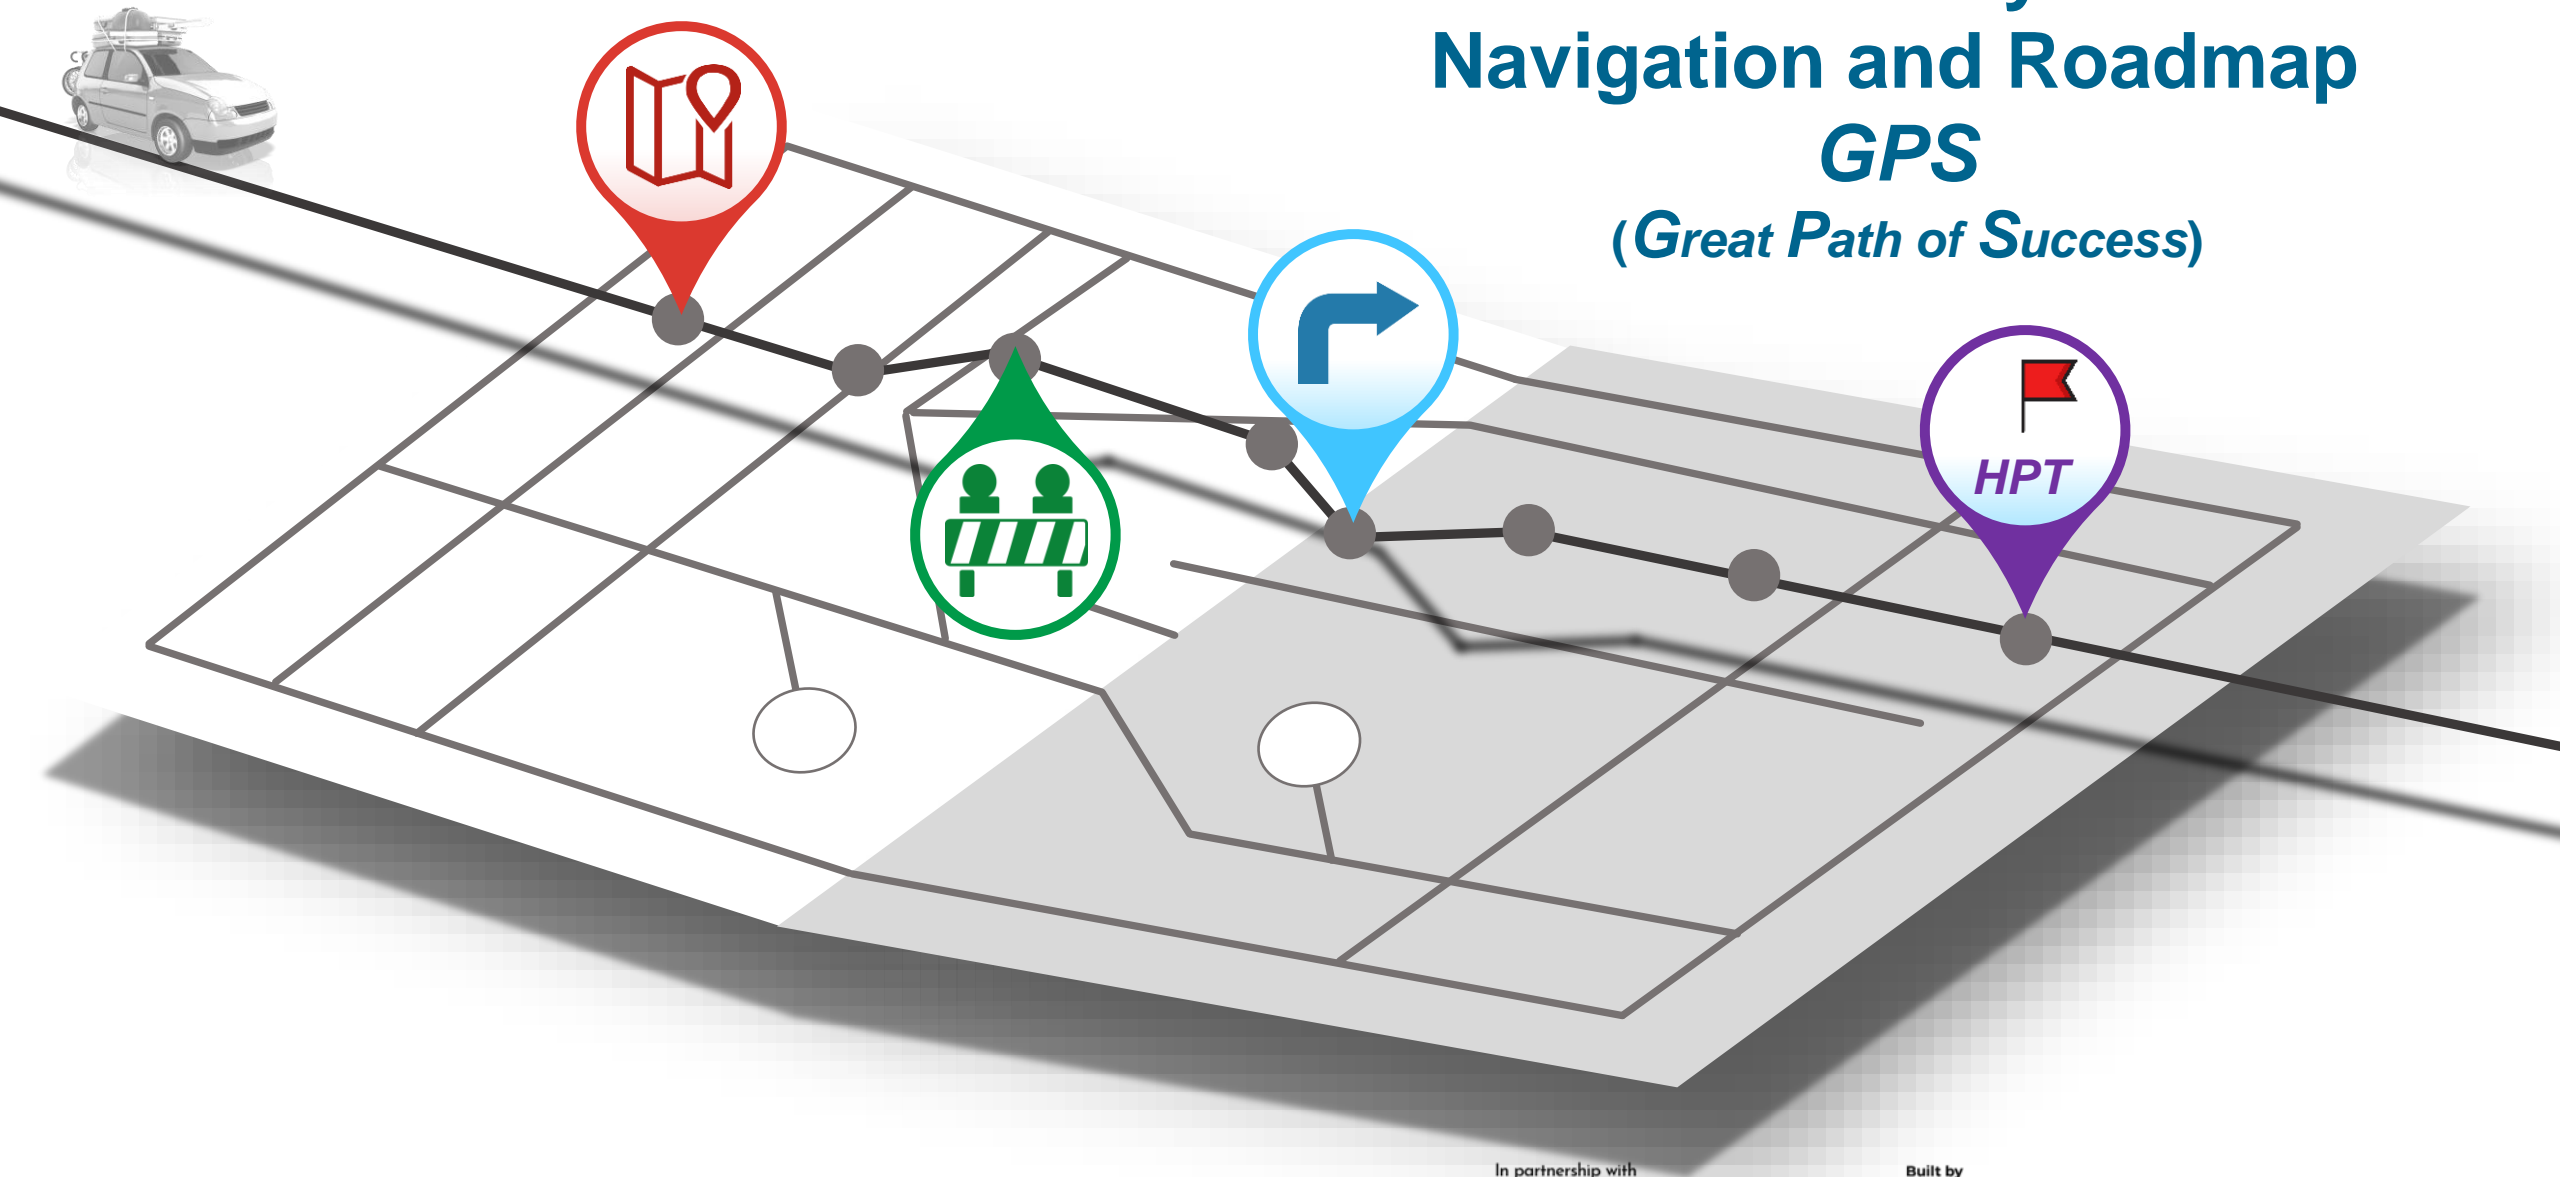 Navigation and Roadmap
GPS
(Great Path of Success)
HPT
In partnership with
Built by